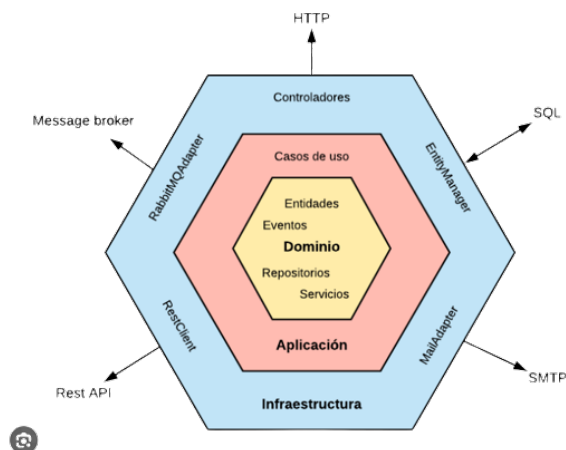 HTTP
Controladores
Message broker
SQL
RabbitMQAdapter
EntityManager
Casos de uso
Entidades
Eventos
Dominio
Repositorios
Servicios
RestClient
MailAdapter
Aplicación
Rest API
SMTP
Infraestructura